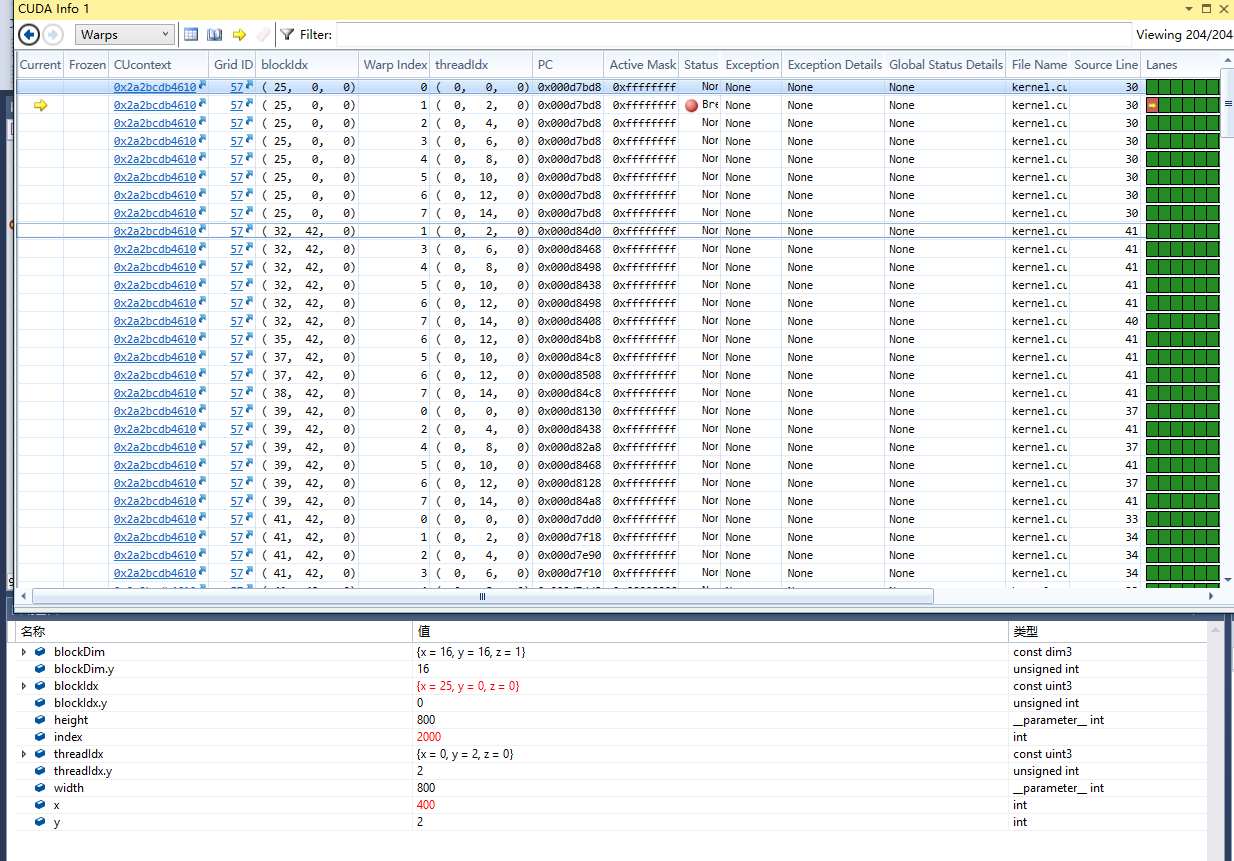 CUDA Info 1
Warps Filter: Viewing 204/204
Current Frozen CUcontext Grid ID blockIdx Warp Index threadIdx PC Active Mask Status Exception Exception Details Global Status Details File Name Source Line Lanes
0x2a2bcdb4610 57 ( 25, 0, 0) 0 ( 0, 0, 0) 0x000d7bd8 0xffffffff Nor None None None kernel.cu 30
0x2a2bcdb4610 57 ( 25, 0, 0) 1 ( 0, 2, 0) 0x000d7bd8 0xffffffff Bre None None None kernel.cu 30
0x2a2bcdb4610 57 ( 25, 0, 0) 2 ( 0, 4, 0) 0x000d7bd8 0xffffffff Nor None None None kernel.cu 30
0x2a2bcdb4610 57 ( 25, 0, 0) 3 ( 0, 6, 0) 0x000d7bd8 0xffffffff Nor None None None kernel.cu 30
0x2a2bcdb4610 57 ( 25, 0, 0) 4 ( 0, 8, 0) 0x000d7bd8 0xffffffff Nor None None None kernel.cu 30
0x2a2bcdb4610 57 ( 25, 0, 0) 5 ( 0, 10, 0) 0x000d7bd8 0xffffffff Nor None None None kernel.cu 30
0x2a2bcdb4610 57 ( 25, 0, 0) 6 ( 0, 12, 0) 0x000d7bd8 0xffffffff Nor None None None kernel.cu 30
0x2a2bcdb4610 57 ( 25, 0, 0) 7 ( 0, 14, 0) 0x000d7bd8 0xffffffff Nor None None None kernel.cu 30
0x2a2bcdb4610 57 ( 32, 42, 0) 1 ( 0, 2, 0) 0x000d84d0 0xffffffff Nor None None None kernel.cu 41
0x2a2bcdb4610 57 ( 32, 42, 0) 3 ( 0, 6, 0) 0x000d8468 0xffffffff Nor None None None kernel.cu 41
0x2a2bcdb4610 57 ( 32, 42, 0) 4 ( 0, 8, 0) 0x000d8498 0xffffffff Nor None None None kernel.cu 41
0x2a2bcdb4610 57 ( 32, 42, 0) 5 ( 0, 10, 0) 0x000d8438 0xffffffff Nor None None None kernel.cu 41
0x2a2bcdb4610 57 ( 32, 42, 0) 6 ( 0, 12, 0) 0x000d8498 0xffffffff Nor None None None kernel.cu 41
0x2a2bcdb4610 57 ( 32, 42, 0) 7 ( 0, 14, 0) 0x000d8408 0xffffffff Nor None None None kernel.cu 40
0x2a2bcdb4610 57 ( 35, 42, 0) 6 ( 0, 12, 0) 0x000d84b8 0xffffffff Nor None None None kernel.cu 41
0x2a2bcdb4610 57 ( 37, 42, 0) 5 ( 0, 10, 0) 0x000d84c8 0xffffffff Nor None None None kernel.cu 41
0x2a2bcdb4610 57 ( 37, 42, 0) 6 ( 0, 12, 0) 0x000d8508 0xffffffff Nor None None None kernel.cu 41
0x2a2bcdb4610 57 ( 38, 42, 0) 7 ( 0, 14, 0) 0x000d84c8 0xffffffff Nor None None None kernel.cu 41
0x2a2bcdb4610 57 ( 39, 42, 0) 0 ( 0, 0, 0) 0x000d8130 0xffffffff Nor None None None kernel.cu 37
0x2a2bcdb4610 57 ( 39, 42, 0) 2 ( 0, 4, 0) 0x000d8438 0xffffffff Nor None None None kernel.cu 41
0x2a2bcdb4610 57 ( 39, 42, 0) 4 ( 0, 8, 0) 0x000d82a8 0xffffffff Nor None None None kernel.cu 37
0x2a2bcdb4610 57 ( 39, 42, 0) 5 ( 0, 10, 0) 0x000d8468 0xffffffff Nor None None None kernel.cu 41
0x2a2bcdb4610 57 ( 39, 42, 0) 6 ( 0, 12, 0) 0x000d8128 0xffffffff Nor None None None kernel.cu 37
0x2a2bcdb4610 57 ( 39, 42, 0) 7 ( 0, 14, 0) 0x000d84a8 0xffffffff Nor None None None kernel.cu 41
0x2a2bcdb4610 57 ( 41, 42, 0) 0 ( 0, 0, 0) 0x000d7dd0 0xffffffff Nor None None None kernel.cu 33
0x2a2bcdb4610 57 ( 41, 42, 0) 1 ( 0, 2, 0) 0x000d7f18 0xffffffff Nor None None None kernel.cu 34
0x2a2bcdb4610 57 ( 41, 42, 0) 2 ( 0, 4, 0) 0x000d7e90 0xffffffff Nor None None None kernel.cu 34
0x2a2bcdb4610 57 ( 41, 42, 0) 3 ( 0, 6, 0) 0x000d7f10 0xffffffff Nor None None None kernel.cu 34
名称 值 类型
blockDim {x = 16, y = 16, z = 1} const dim3
blockDim.y 16 unsigned int
blockIdx {x = 25, y = 0, z = 0} const uint3
blockIdx.y 0 unsigned int
height 800 __parameter__ int
index 2000 int
threadIdx {x = 0, y = 2, z = 0} const uint3
threadIdx.y 2 unsigned int
width 800 __parameter__ int
x 400 int
y 2 int